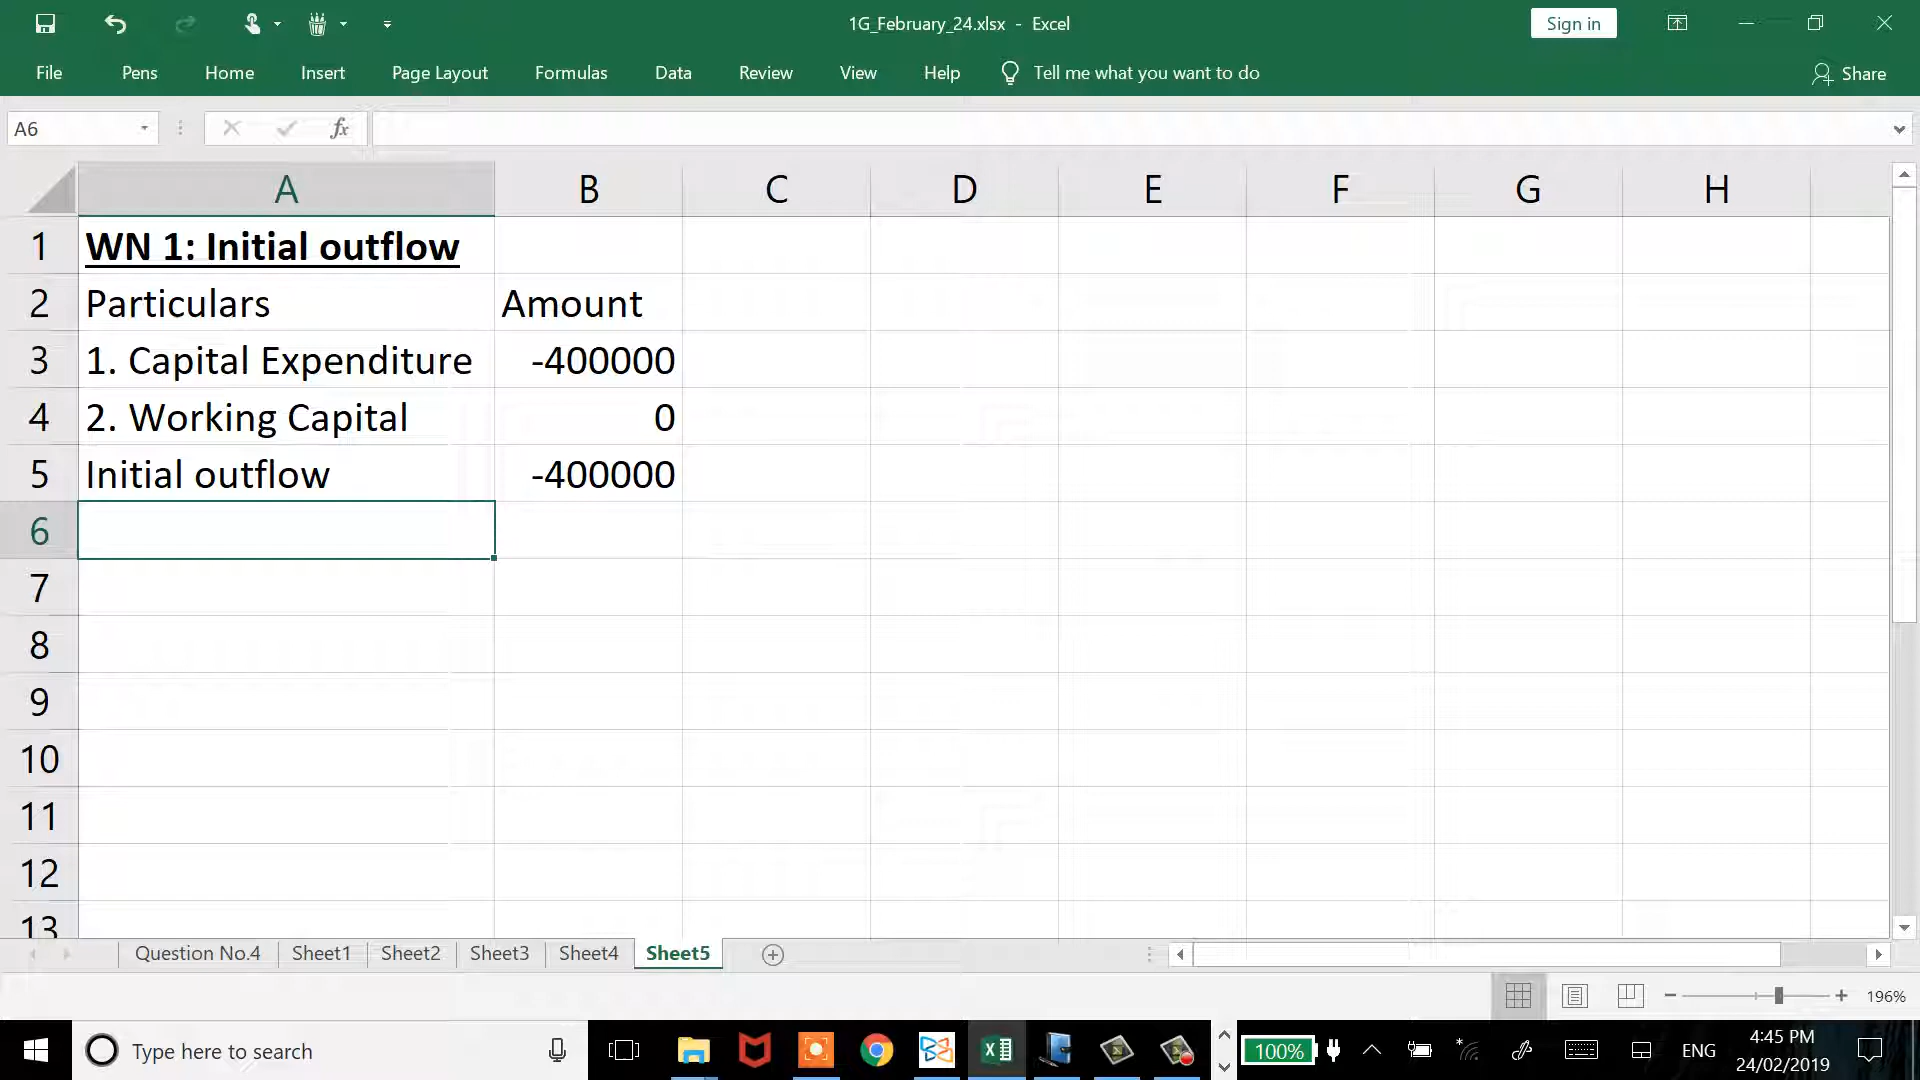 1G_February_24.xlsx - Excel
Sign in
File Pens Home Insert Page Layout Formulas Data Review View Help Tell me what you want to do Share
A6 fx
A B C D E F G H
1 WN 1: Initial outflow
2 Particulars Amount
3 1. Capital Expenditure -400000
4 2. Working Capital 0
5 Initial outflow -400000
6
7
8
9
10
11
12
13
Question No.4 Sheet1 Sheet2 Sheet3 Sheet4 Sheet5
196%
Type here to search 100% ENG 4:45 PM
24/02/2019